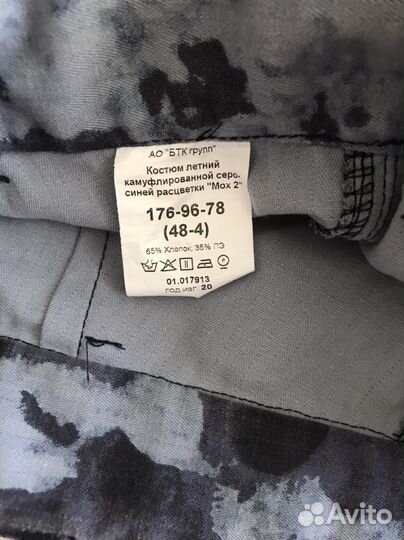 АО "БТК групп"
Костюм летний
камуфлированной серо-
синей расцветки "Мох 2"
176-96-78
(48-4)
65% Хлопок, 35% ПЭ
01.017913
год изг. 20
Avito